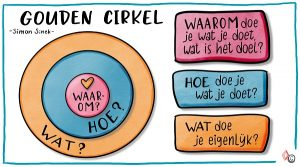 GOUDEN CIRKEL
-Simon Sinek-
WAAR-
OM?
HOE?
WAT?
WAAROM doe
je wat je doet,
wat is het doel?
HOE doe je
wat je doet?
WAT doe
je eigenlijk?